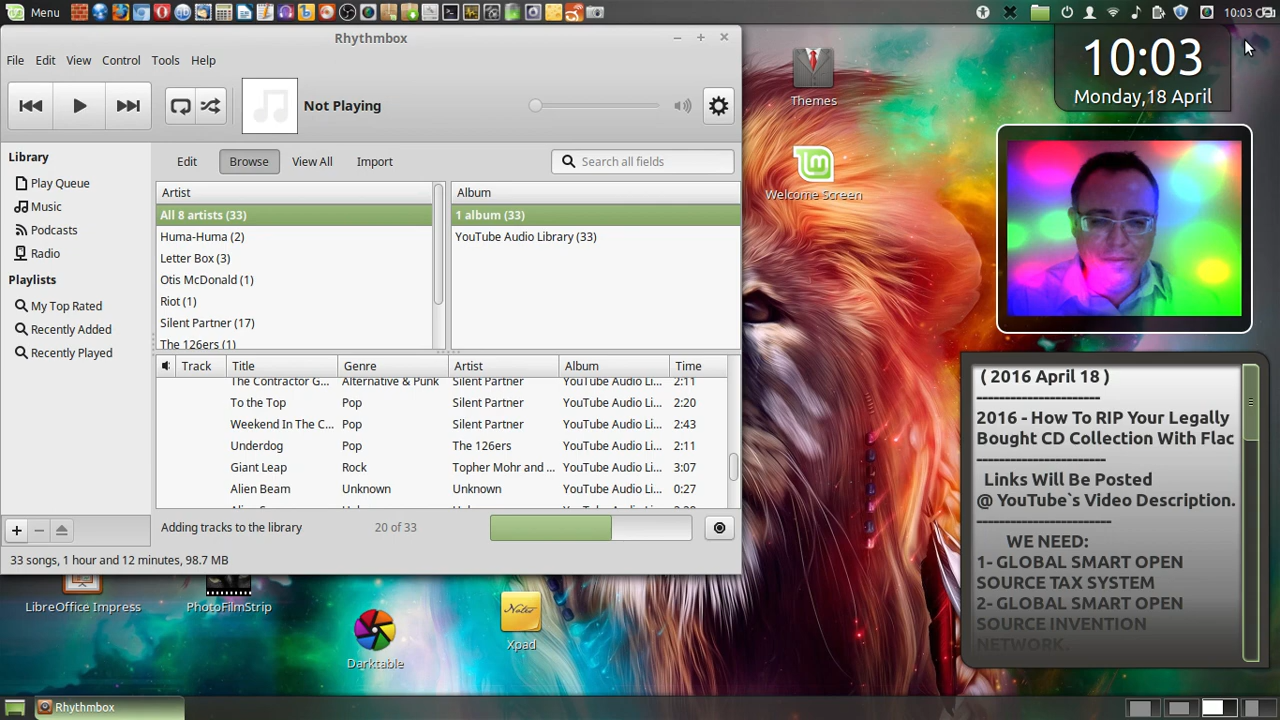 Menu
10:03
Rhythmbox
File Edit View Control Tools Help
Not Playing
Library
Play Queue
Music
Podcasts
Radio
Playlists
My Top Rated
Recently Added
Recently Played
Edit Browse View All Import
Search all fields
Artist
All 8 artists (33)
Huma-Huma (2)
Letter Box (3)
Otis McDonald (1)
Riot (1)
Silent Partner (17)
The 126ers (1)
Album
1 album (33)
YouTube Audio Library (33)
Track Title Genre Artist Album Time
The Contractor G... Alternative & Punk Silent Partner YouTube Audio Li... 2:11
To the Top Pop Silent Partner YouTube Audio Li... 2:20
Weekend In The C... Pop Silent Partner YouTube Audio Li... 2:43
Underdog Pop The 126ers YouTube Audio Li... 2:11
Giant Leap Rock Topher Mohr and ... YouTube Audio Li... 3:07
Alien Beam Unknown Unknown YouTube Audio Li... 0:27
Adding tracks to the library 20 of 33
33 songs, 1 hour and 12 minutes, 98.7 MB
Themes
Welcome Screen
10:03
Monday,18 April
( 2016 April 18 )
-----------------------
2016 - How To RIP Your Legally
Bought CD Collection With Flac
------------------------
Links Will Be Posted
@ YouTube`s Video Description.
-------------------------
WE NEED:
1- GLOBAL SMART OPEN
SOURCE TAX SYSTEM
2- GLOBAL SMART OPEN
SOURCE INVENTION
NETWORK.
LibreOffice Impress
PhotoFilmStrip
Darktable
Notes
Xpad
Rhythmbox